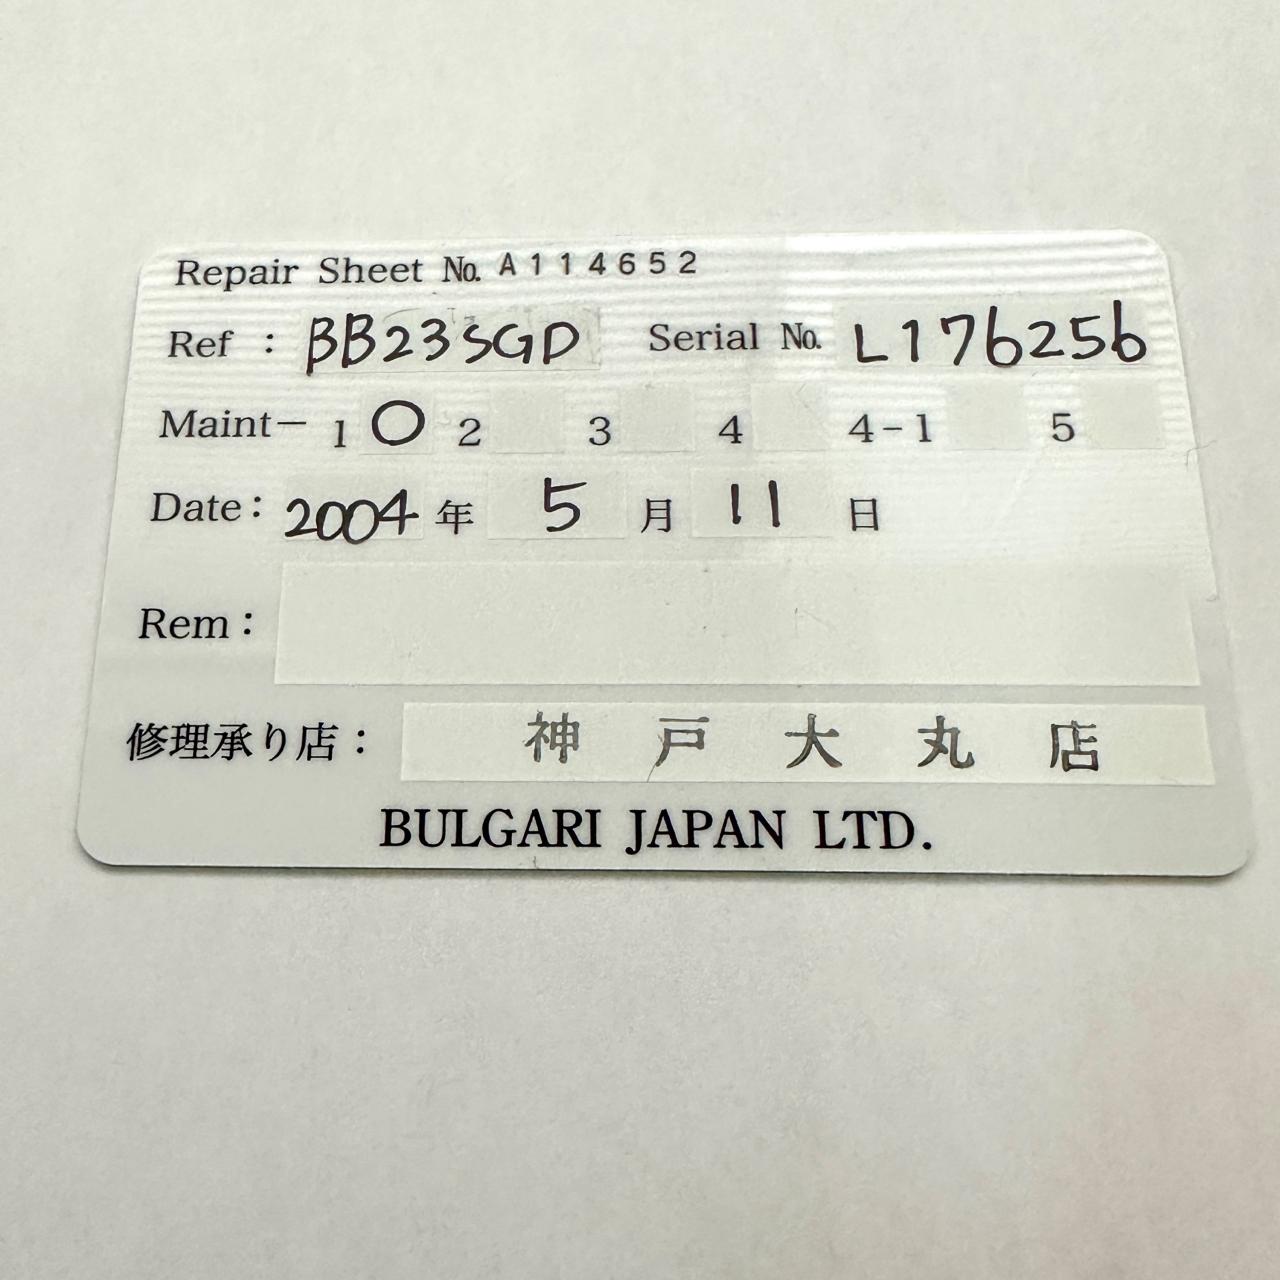 Repair Sheet No. A114652
Ref : BB23SGD Serial No. L176256
Maint- 1 ○ 2 3 4 4-1 5
Date: 2004 年 5 月 11 日
Rem:
修理承り店: 神戸大丸店
BULGARI JAPAN LTD.